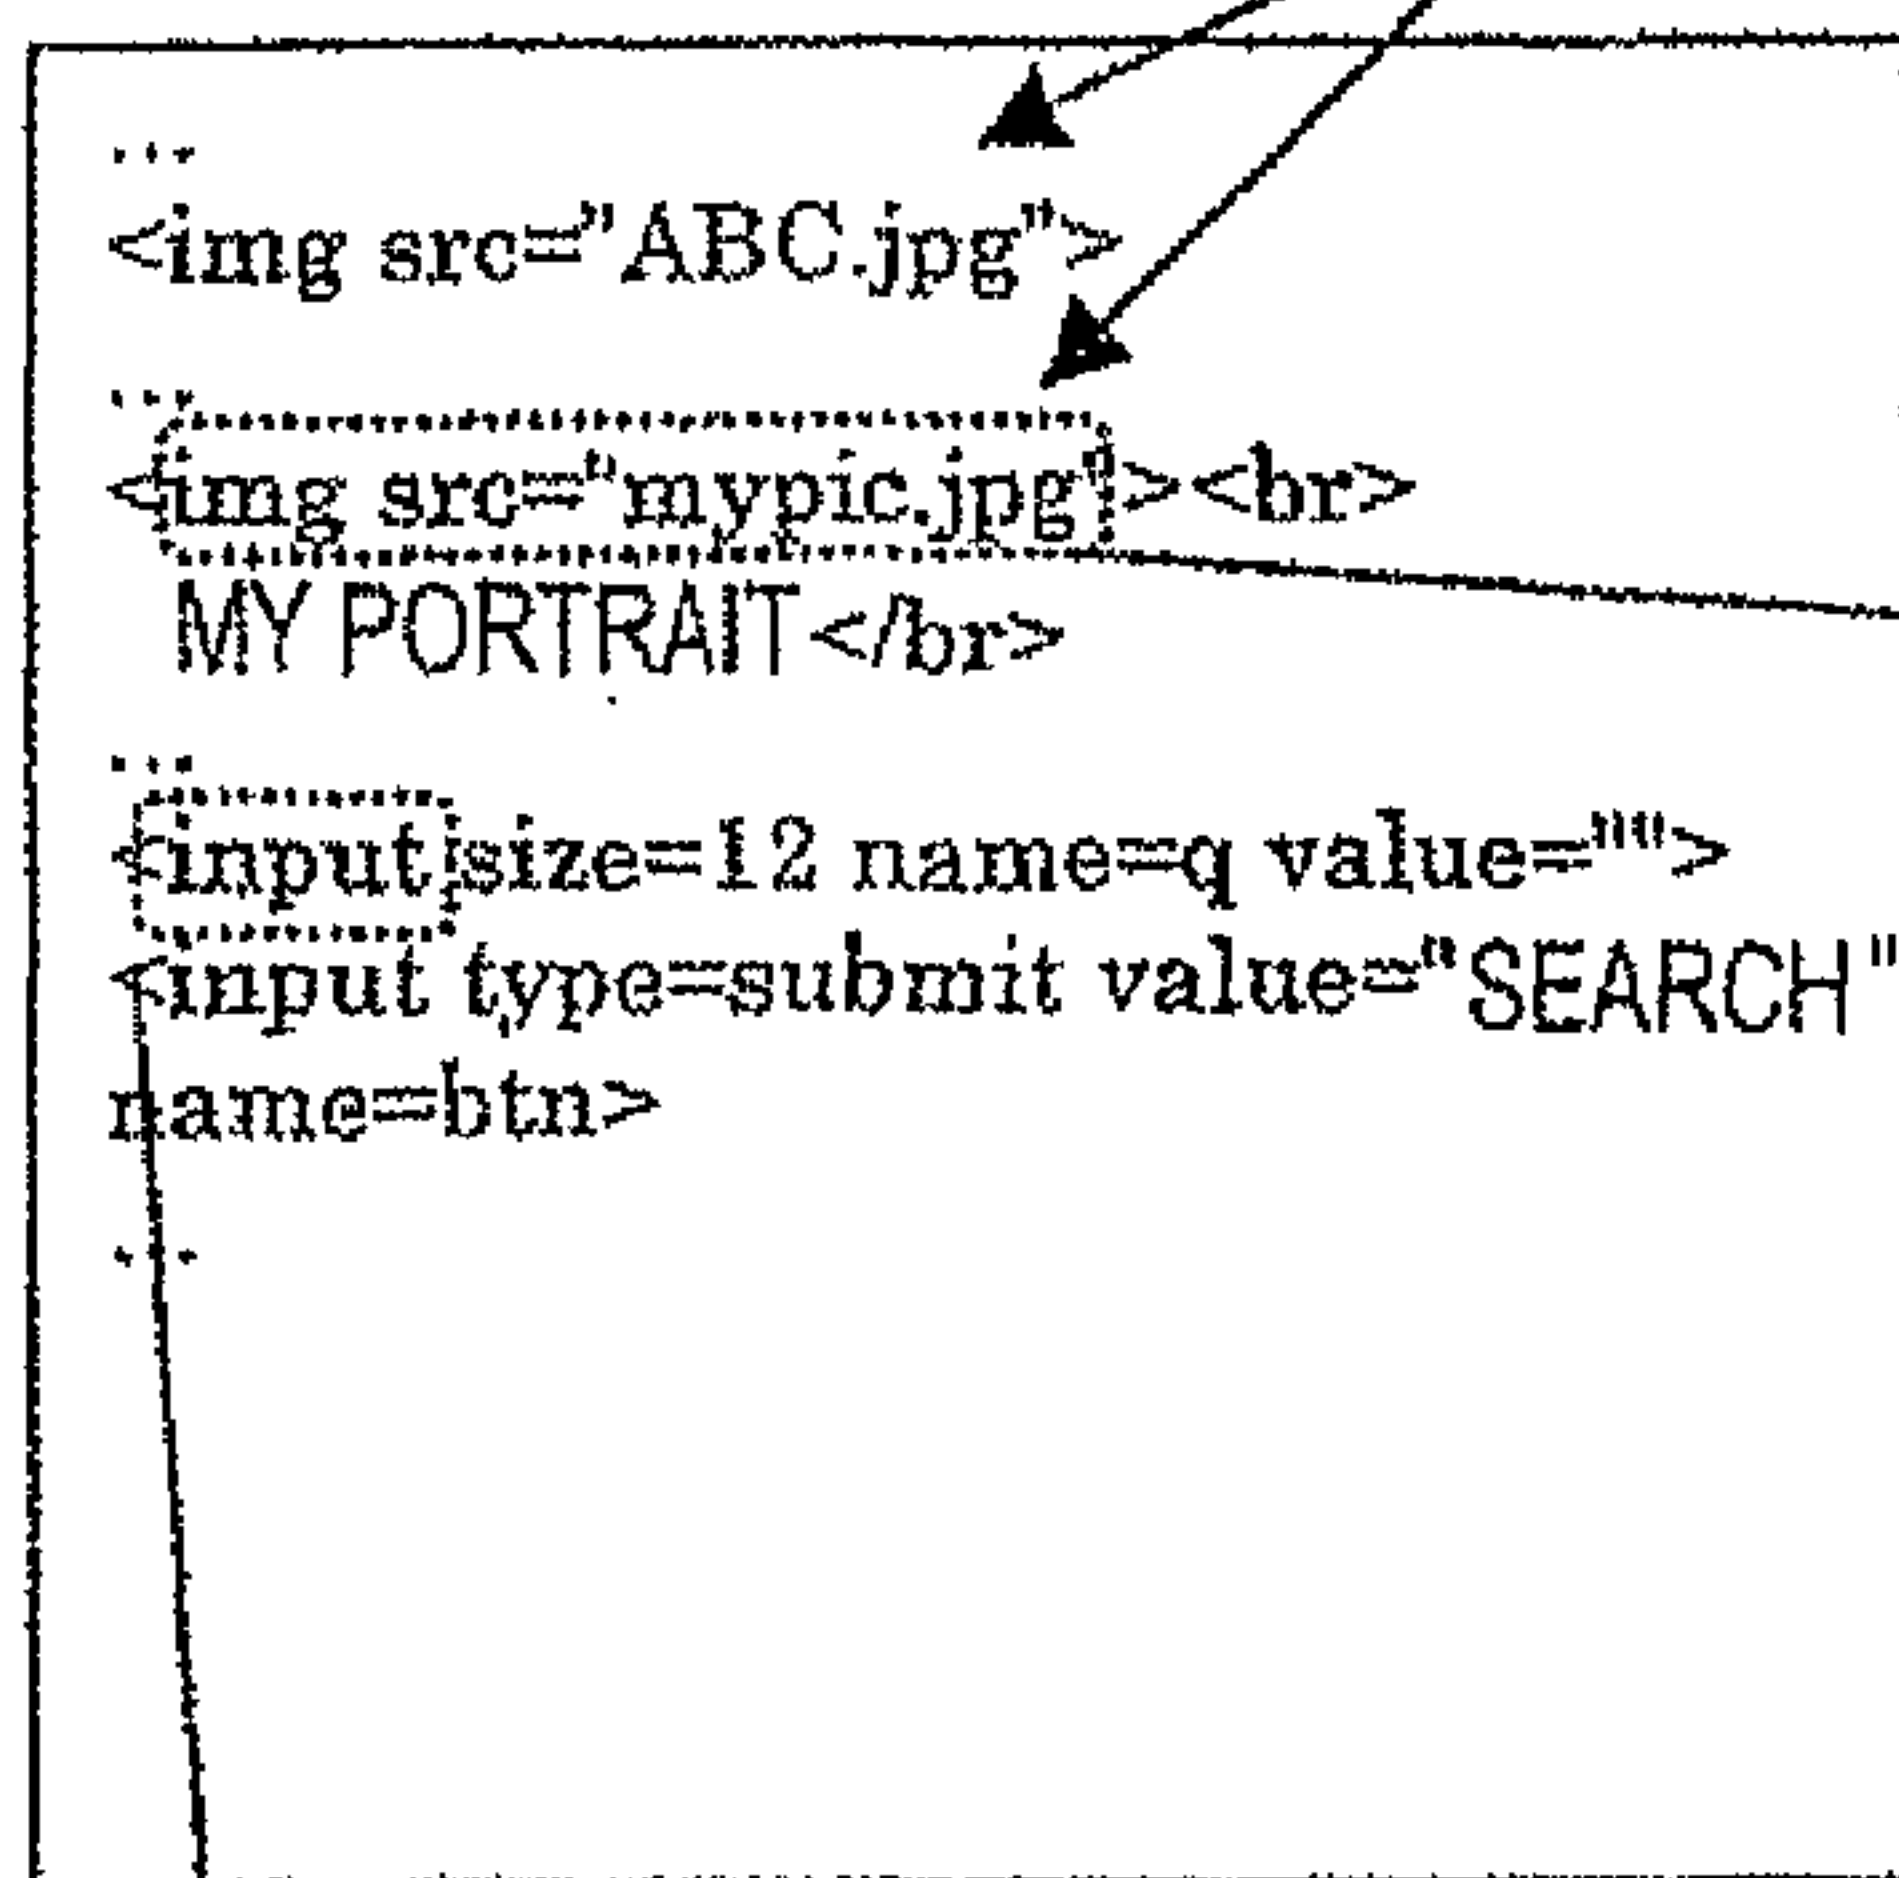 ...
<img src="ABC.jpg">
...
<img src="mypic.jpg"><br>
MY PORTRAIT</br>
...
<input size=12 name=q value="">
<input type=submit value="SEARCH"
name=btn>
...